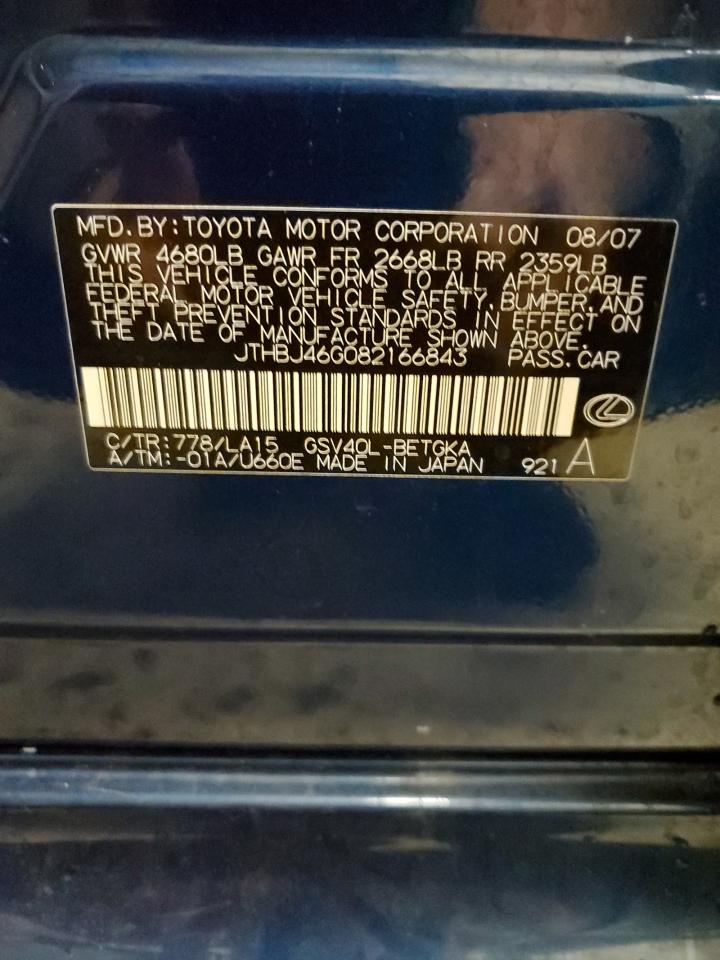 MFD.BY:TOYOTA MOTOR CORPORATION 08/07
GVWR 4680LB GAWR FR 2668LB RR 2359LB
THIS VEHICLE CONFORMS TO ALL APPLICABLE
FEDERAL MOTOR VEHICLE SAFETY,BUMPER,AND
THEFT PREVENTION STANDARDS IN EFFECT ON
THE DATE OF MANUFACTURE SHOWN ABOVE.
JTHBJ46G082166843 PASS.CAR
C/TR:778/LA15 GSV40L-BETGKA
A/TM:-01A/U660E MADE IN JAPAN 921 A